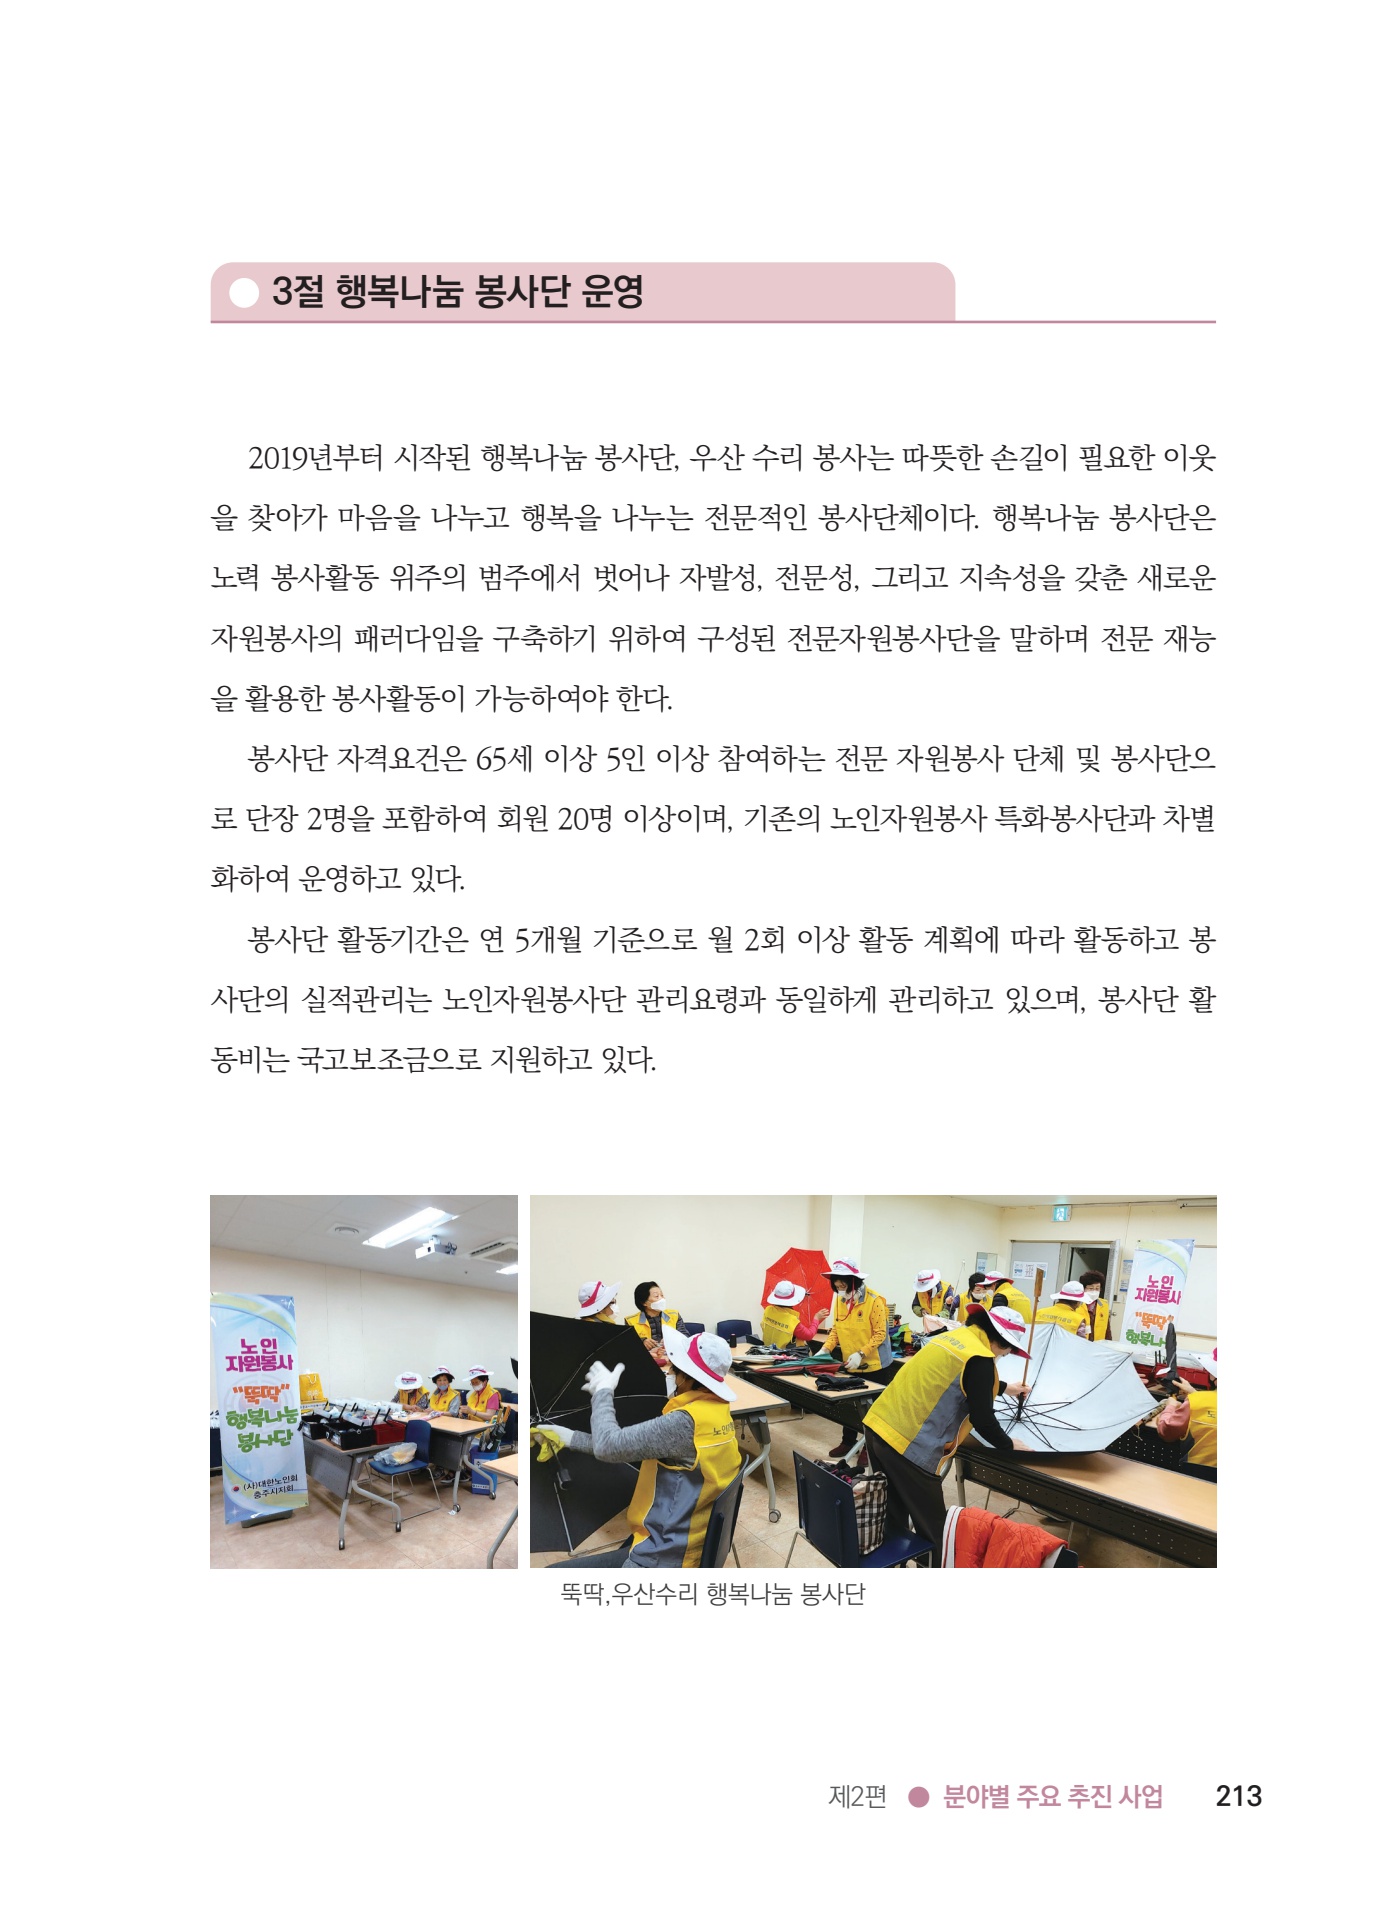 3절 행복나눔 봉사단 운영
2019년부터 시작된 행복나눔 봉사단, 우산 수리 봉사는 따뜻한 손길이 필요한 이웃
을 찾아가 마음을 나누고 행복을 나누는 전문적인 봉사단체이다. 행복나눔 봉사단은
노력 봉사활동 위주의 범주에서 벗어나 자발성, 전문성, 그리고 지속성을 갖춘 새로운
자원봉사의 패러다임을 구축하기 위하여 구성된 전문자원봉사단을 말하며 전문 재능
을 활용한 봉사활동이 가능하여야 한다.
봉사단 자격요건은 65세 이상 5인 이상 참여하는 전문 자원봉사 단체 및 봉사단으
로 단장 2명을 포함하여 회원 20명 이상이며, 기존의 노인자원봉사 특화봉사단과 차별
화하여 운영하고 있다.
봉사단 활동기간은 연 5개월 기준으로 월 2회 이상 활동 계획에 따라 활동하고 봉
사단의 실적관리는 노인자원봉사단 관리요령과 동일하게 관리하고 있으며, 봉사단 활
동비는 국고보조금으로 지원하고 있다.
노인
자원봉사
"뚝딱"
행복나눔
봉사단
(사)대한노인회
충주시지회
노인
자원봉사
"뚝딱"
행복나
뚝딱,우산수리 행복나눔 봉사단
제2편 ● 분야별 주요 추진 사업 213